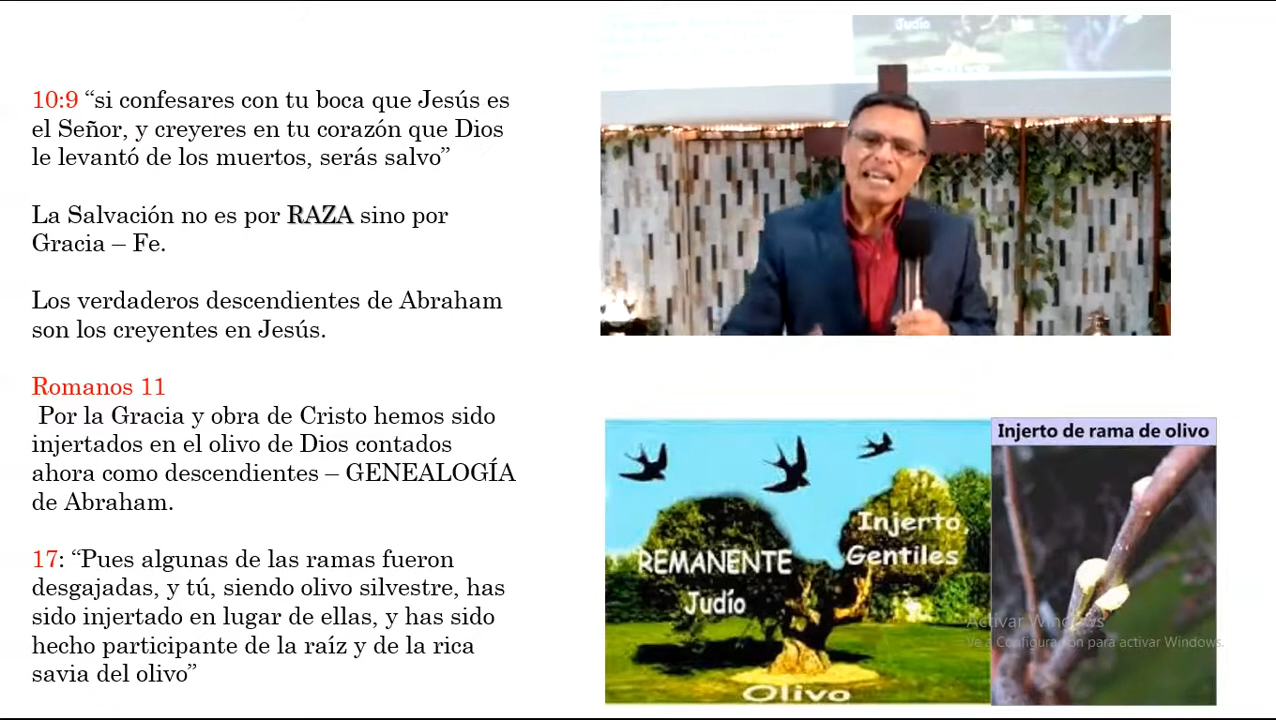 10:9 “si confesares con tu boca que Jesús es
el Señor, y creyeres en tu corazón que Dios
le levantó de los muertos, serás salvo”
La Salvación no es por RAZA sino por
Gracia – Fe.
Los verdaderos descendientes de Abraham
son los creyentes en Jesús.
Romanos 11
Por la Gracia y obra de Cristo hemos sido
injertados en el olivo de Dios contados
ahora como descendientes – GENEALOGÍA
de Abraham.
17: “Pues algunas de las ramas fueron
desgajadas, y tú, siendo olivo silvestre, has
sido injertado en lugar de ellas, y has sido
hecho participante de la raíz y de la rica
savia del olivo”
Judío
REMANENTE
Judío
Injerto,
Gentiles
Olivo
Injerto de rama de olivo
Activar Windows
Ve a Configuración para activar Windows.